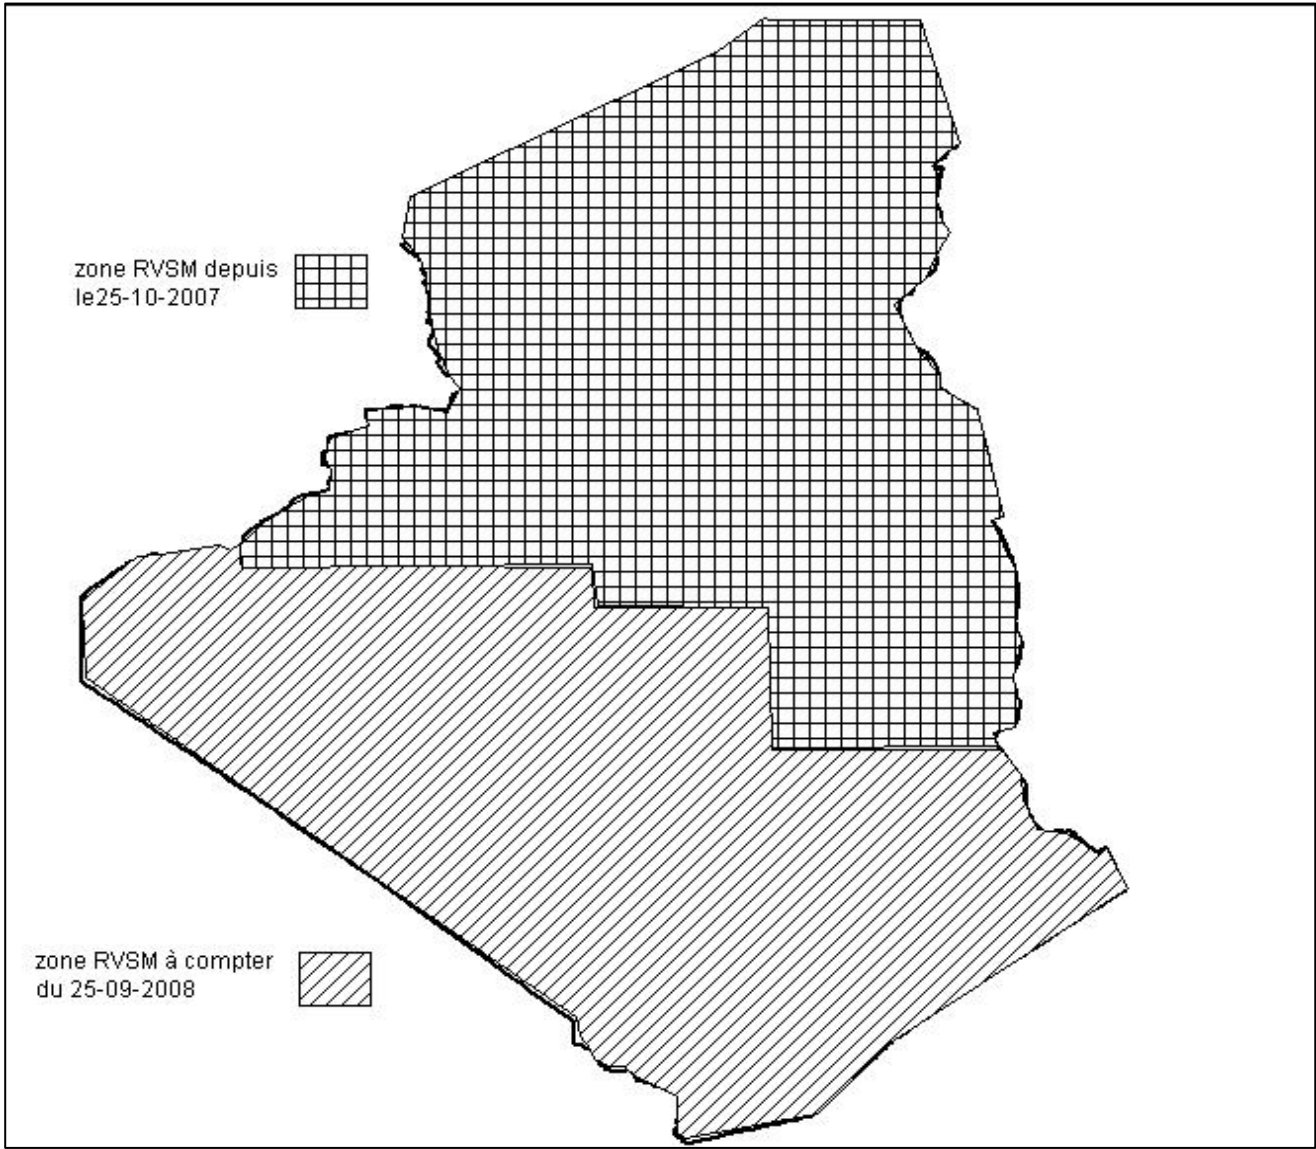 zone RVSM depuis
le25-10-2007
zone RVSM à compter
du 25-09-2008